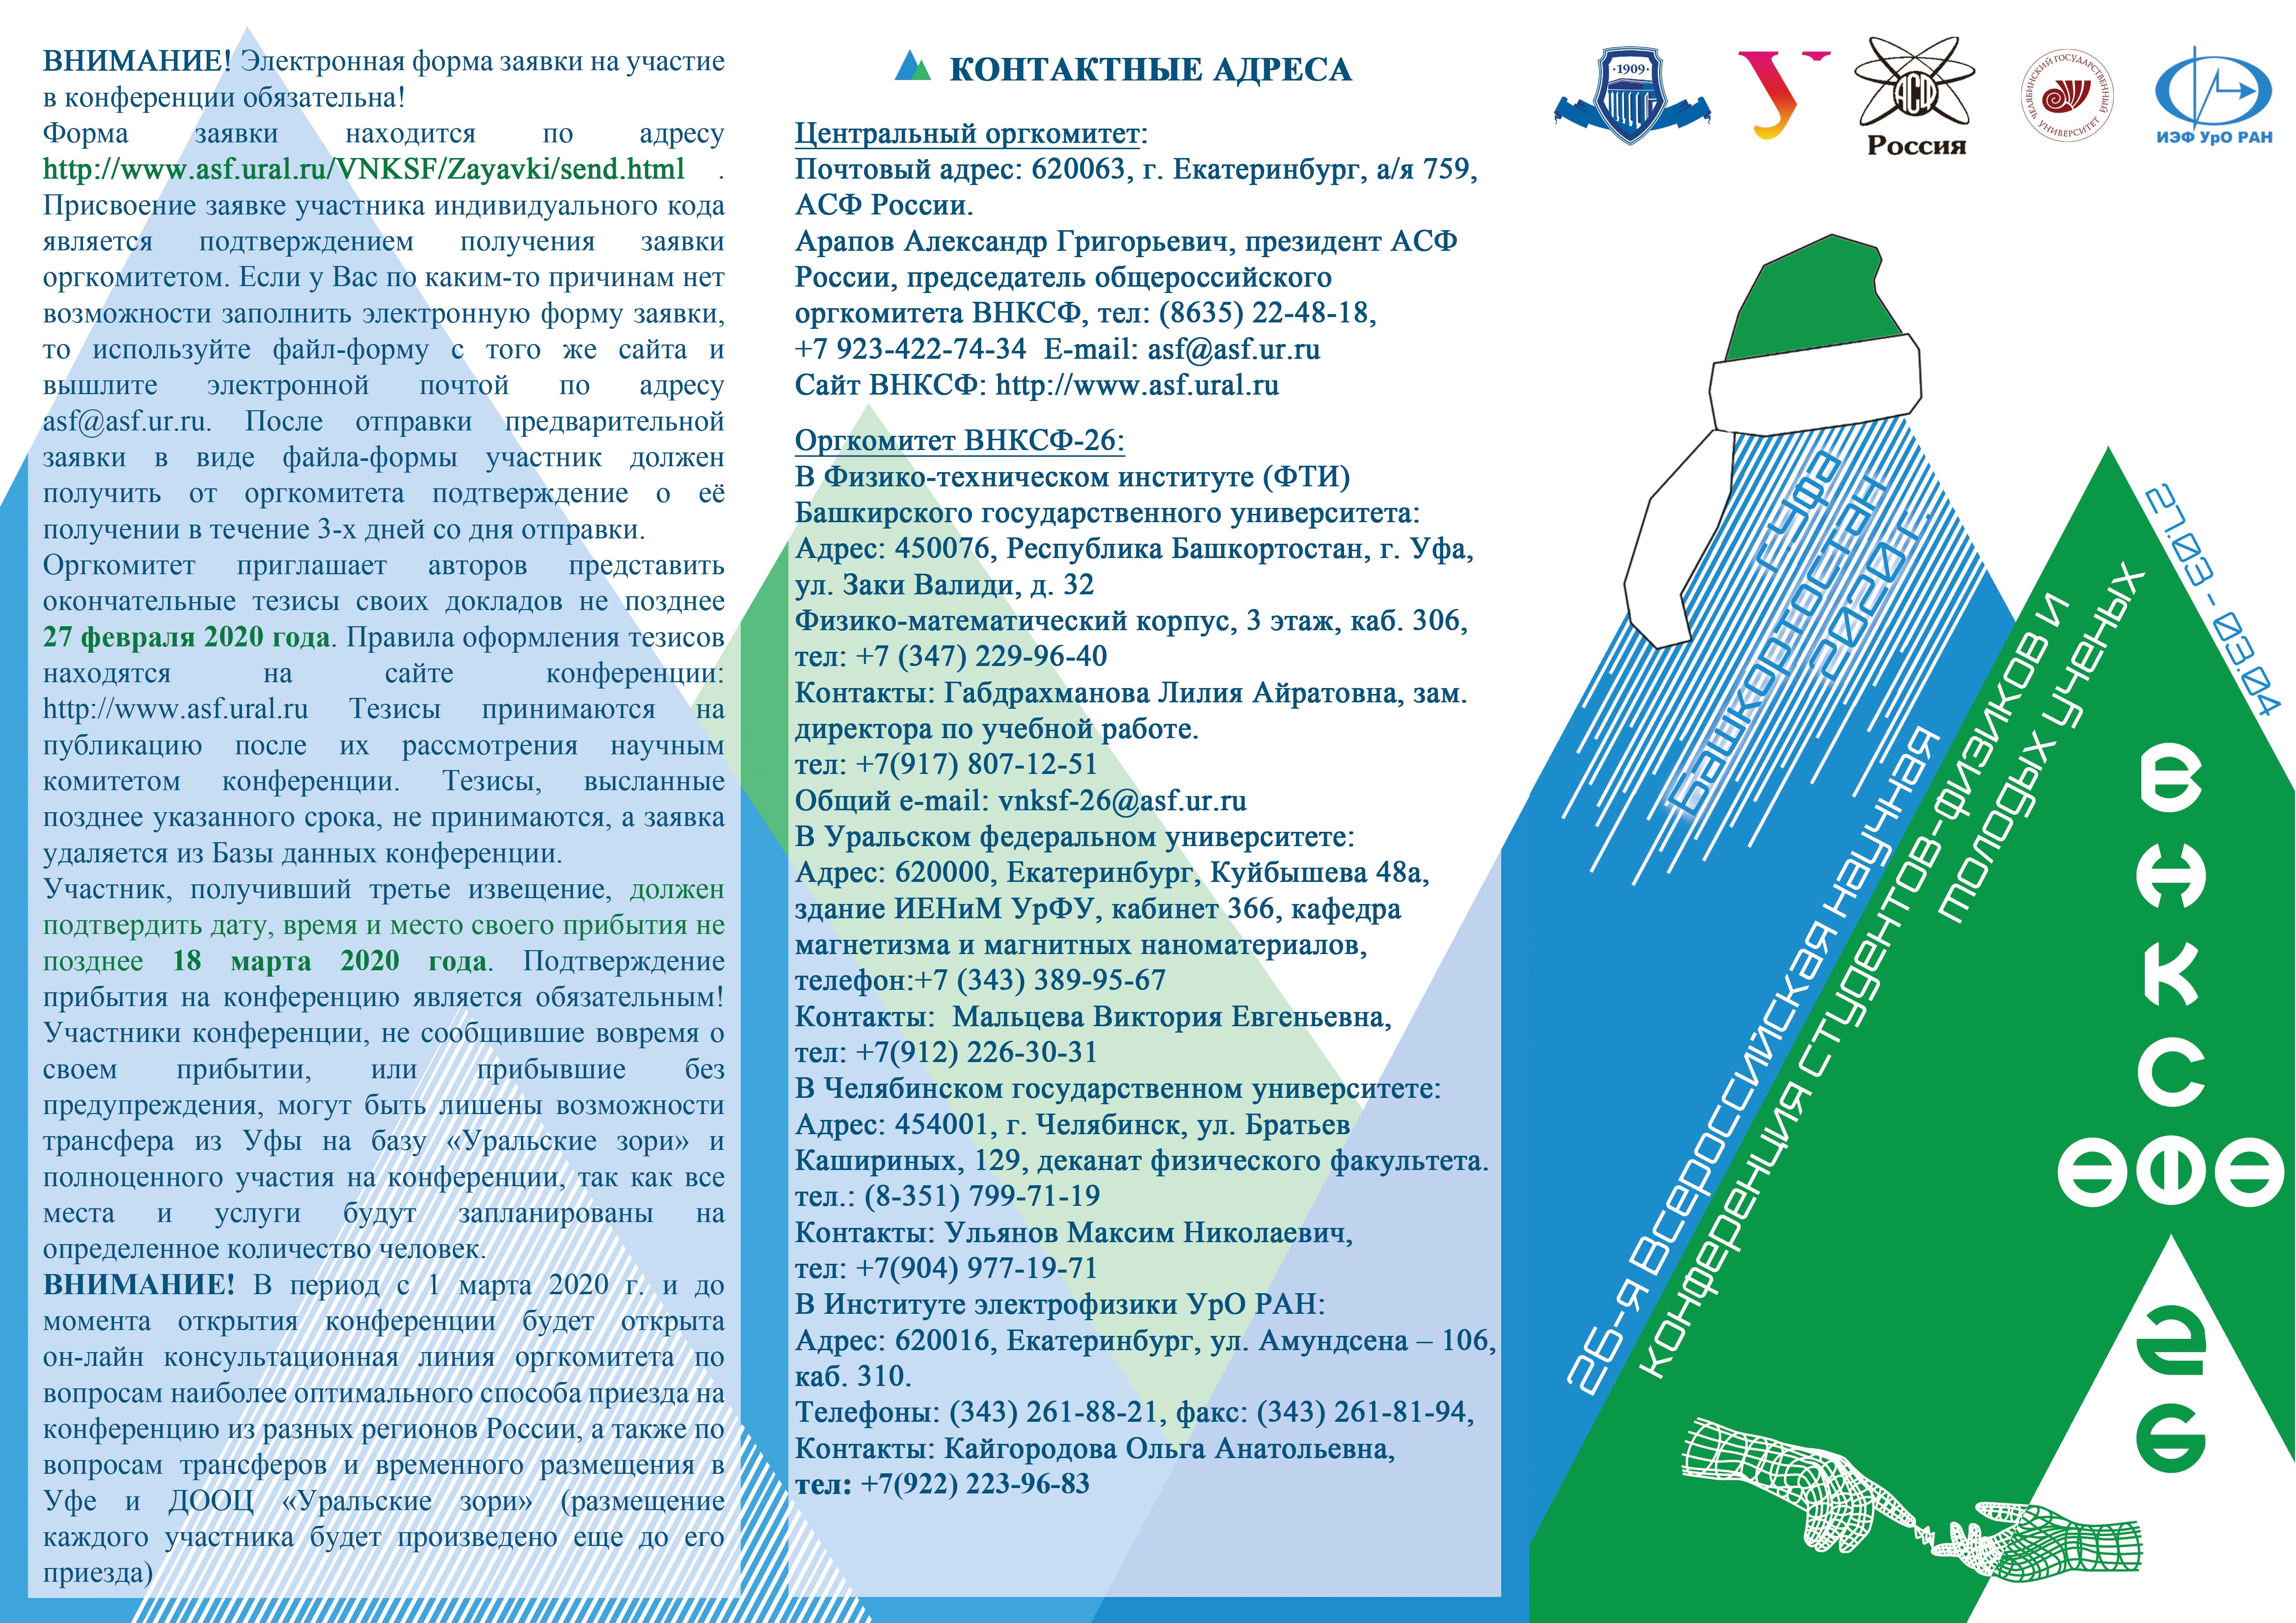 ВНИМАНИЕ! Электронная форма заявки на участие
в конференции обязательна!
Форма заявки находится по адресу
http://www.asf.ural.ru/VNKSF/Zayavki/send.html .
Присвоение заявке участника индивидуального кода
является подтверждением получения заявки
оргкомитетом. Если у Вас по каким-то причинам нет
возможности заполнить электронную форму заявки,
то используйте файл-форму с того же сайта и
вышлите электронной почтой по адресу
asf@asf.ur.ru. После отправки предварительной
заявки в виде файла-формы участник должен
получить от оргкомитета подтверждение о её
получении в течение 3-х дней со дня отправки.
Оргкомитет приглашает авторов представить
окончательные тезисы своих докладов не позднее
27 февраля 2020 года. Правила оформления тезисов
находятся на сайте конференции:
http://www.asf.ural.ru Тезисы принимаются на
публикацию после их рассмотрения научным
комитетом конференции. Тезисы, высланные
позднее указанного срока, не принимаются, а заявка
удаляется из Базы данных конференции.
Участник, получивший третье извещение, должен
подтвердить дату, время и место своего прибытия не
позднее 18 марта 2020 года. Подтверждение
прибытия на конференцию является обязательным!
Участники конференции, не сообщившие вовремя о
своем прибытии, или прибывшие без
предупреждения, могут быть лишены возможности
трансфера из Уфы на базу «Уральские зори» и
полноценного участия на конференции, так как все
места и услуги будут запланированы на
определенное количество человек.
ВНИМАНИЕ! В период с 1 марта 2020 г. и до
момента открытия конференции будет открыта
он-лайн консультационная линия оргкомитета по
вопросам наиболее оптимального способа приезда на
конференцию из разных регионов России, а также по
вопросам трансферов и временного размещения в
Уфе и ДООЦ «Уральские зори» (размещение
каждого участника будет произведено еще до его
приезда)
КОНТАКТНЫЕ АДРЕСА
Центральный оргкомитет:
Почтовый адрес: 620063, г. Екатеринбург, а/я 759,
АСФ России.
Арапов Александр Григорьевич, президент АСФ
России, председатель общероссийского
оргкомитета ВНКСФ, тел: (8635) 22-48-18,
+7 923-422-74-34 E-mail: asf@asf.ur.ru
Сайт ВНКСФ: http://www.asf.ural.ru
Оргкомитет ВНКСФ-26:
В Физико-техническом институте (ФТИ)
Башкирского государственного университета:
Адрес: 450076, Республика Башкортостан, г. Уфа,
ул. Заки Валиди, д. 32
Физико-математический корпус, 3 этаж, каб. 306,
тел: +7 (347) 229-96-40
Контакты: Габдрахманова Лилия Айратовна, зам.
директора по учебной работе.
тел: +7(917) 807-12-51
Общий e-mail: vnksf-26@asf.ur.ru
В Уральском федеральном университете:
Адрес: 620000, Екатеринбург, Куйбышева 48а,
здание ИЕНиМ УрФУ, кабинет 366, кафедра
магнетизма и магнитных наноматериалов,
телефон:+7 (343) 389-95-67
Контакты: Мальцева Виктория Евгеньевна,
тел: +7(912) 226-30-31
В Челябинском государственном университете:
Адрес: 454001, г. Челябинск, ул. Братьев
Кашириных, 129, деканат физического факультета.
тел.: (8-351) 799-71-19
Контакты: Ульянов Максим Николаевич,
тел: +7(904) 977-19-71
В Институте электрофизики УрО РАН:
Адрес: 620016, Екатеринбург, ул. Амундсена – 106,
каб. 310.
Телефоны: (343) 261-88-21, факс: (343) 261-81-94,
Контакты: Кайгородова Ольга Анатольевна,
тел: +7(922) 223-96-83
·1909·
У
АСФ
Россия
ЧЕЛЯБИНСКИЙ ГОСУДАРСТВЕННЫЙ УНИВЕРСИТЕТ
ИЭФ УрО РАН
г.Уфа
Башкортостан
2020 г.
27.03 - 03.04
26-я Всероссийская научная
конференция студентов-физиков и
молодых ученых
В
Н
К
С
Ф
26